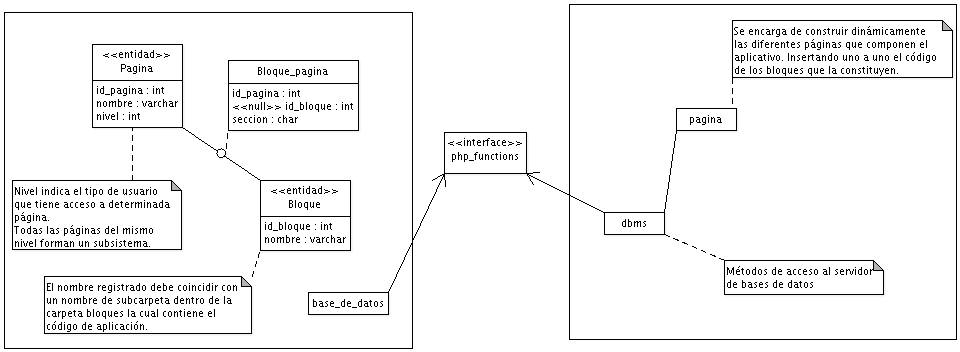 <<entidad>>
Pagina
id_pagina : int
nombre : varchar
nivel : int
Bloque_pagina
id_pagina : int
<<null>> id_bloque : int
seccion : char
Nivel indica el tipo de usuario
que tiene acceso a determinada
página.
Todas las páginas del mismo
nivel forman un subsistema.
<<entidad>>
Bloque
id_bloque : int
nombre : varchar
El nombre registrado debe coincidir con
un nombre de subcarpeta dentro de la
carpeta bloques la cual contiene el
código de aplicación.
base_de_datos
<<interface>>
php_functions
Se encarga de construir dinámicamente
las diferentes páginas que componen el
aplicativo. Insertando uno a uno el código
de los bloques que la constituyen.
pagina
dbms
Métodos de acceso al servidor
de bases de datos